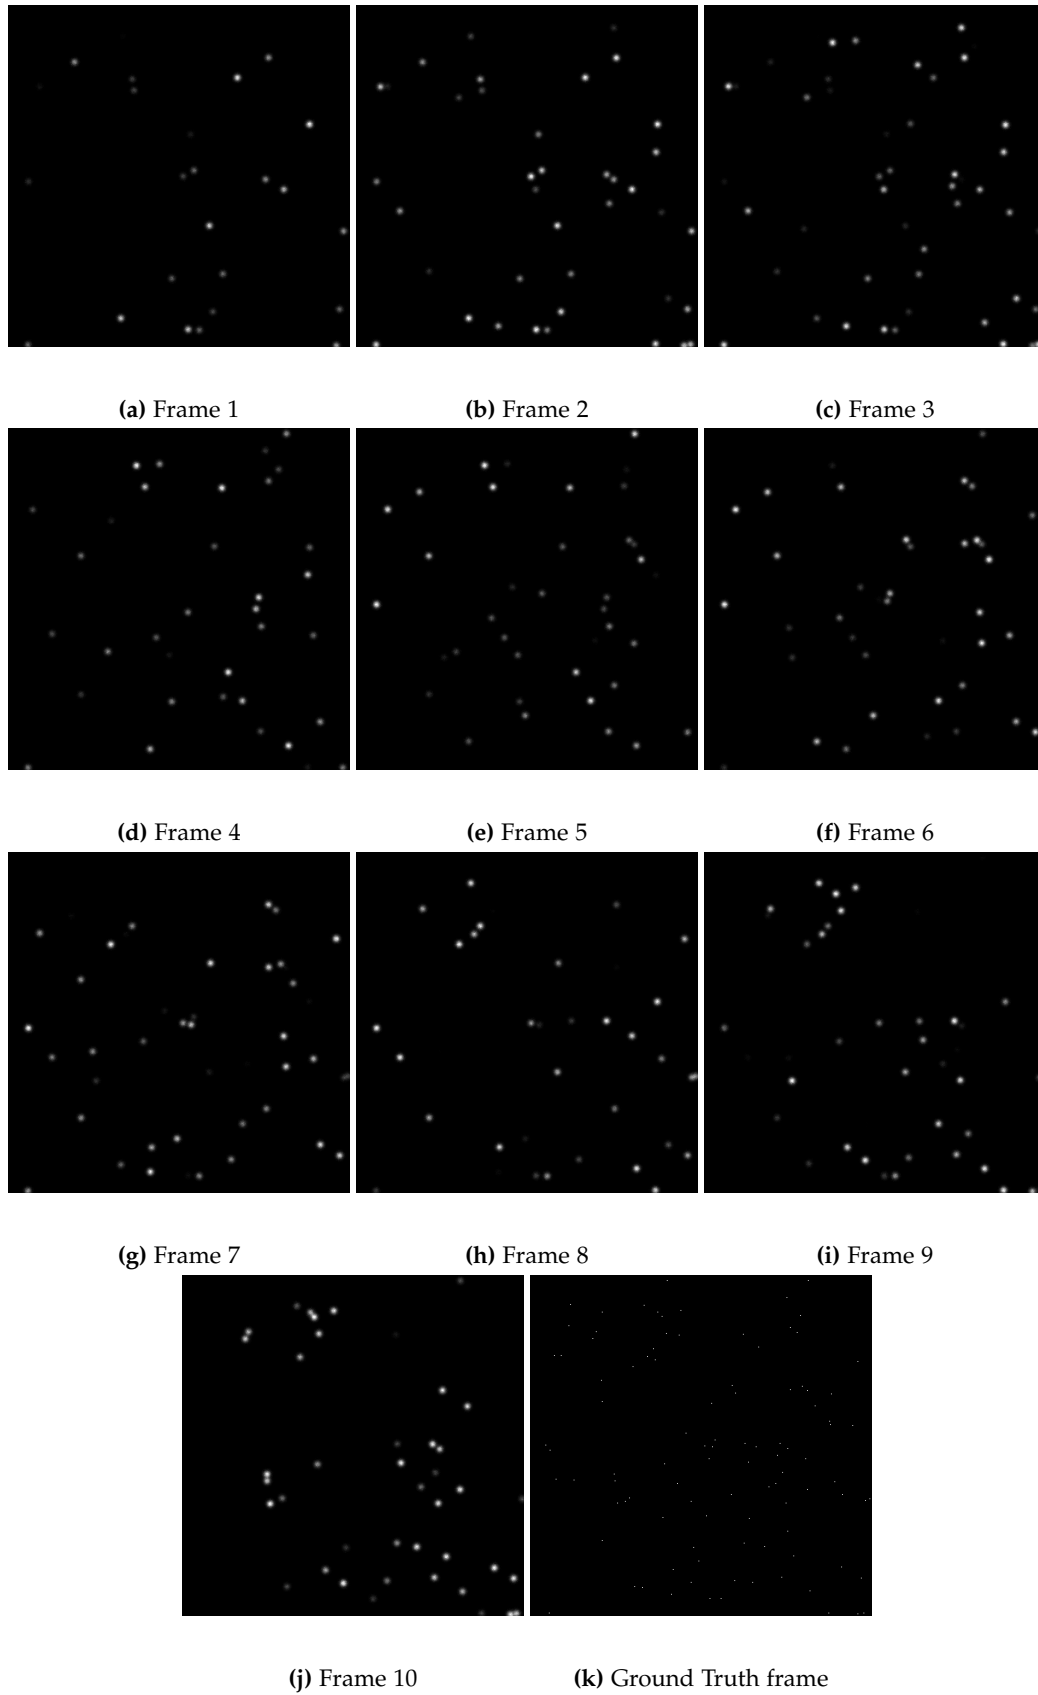 (a) Frame 1
(b) Frame 2
(c) Frame 3
(d) Frame 4
(e) Frame 5
(f) Frame 6
(g) Frame 7
(h) Frame 8
(i) Frame 9
(j) Frame 10
(k) Ground Truth frame